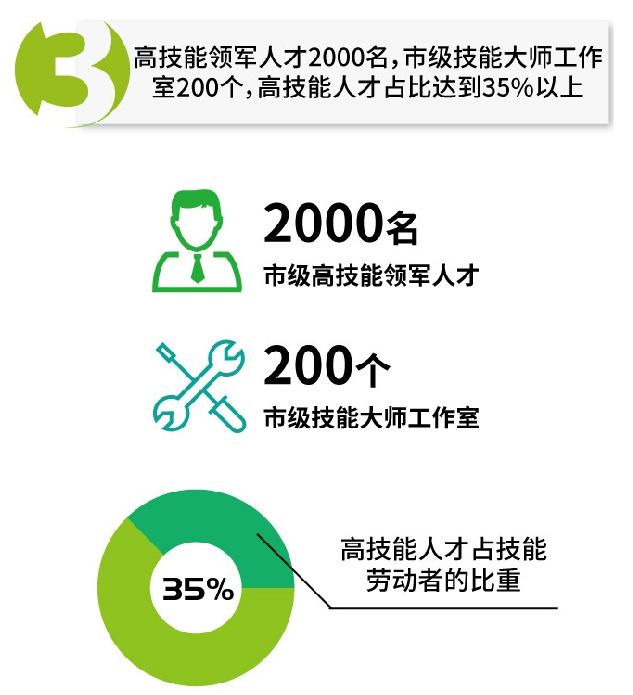 3
高技能领军人才2000名,市级技能大师工作
室200个,高技能人才占比达到35%以上
2000名
市级高技能领军人才
200个
市级技能大师工作室
35%
高技能人才占技能
劳动者的比重